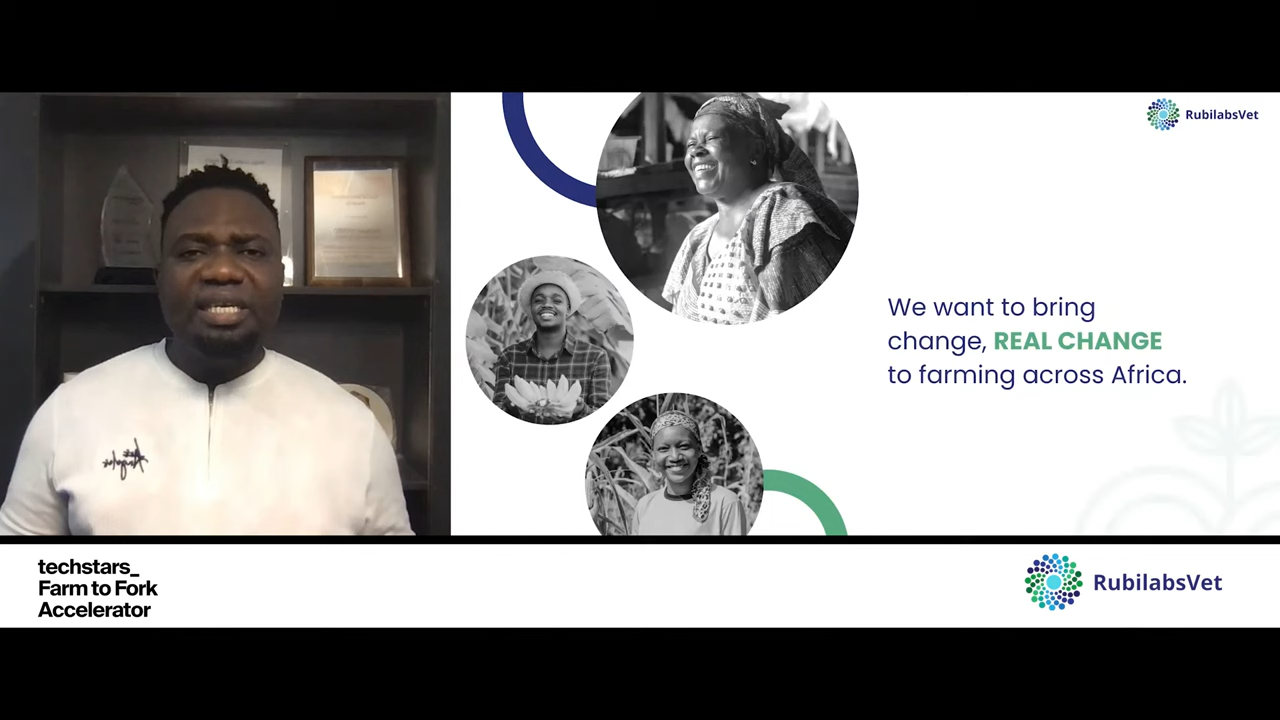 RubilabsVet
We want to bring
change, REAL CHANGE
to farming across Africa.
techstars_
Farm to Fork
Accelerator
RubilabsVet